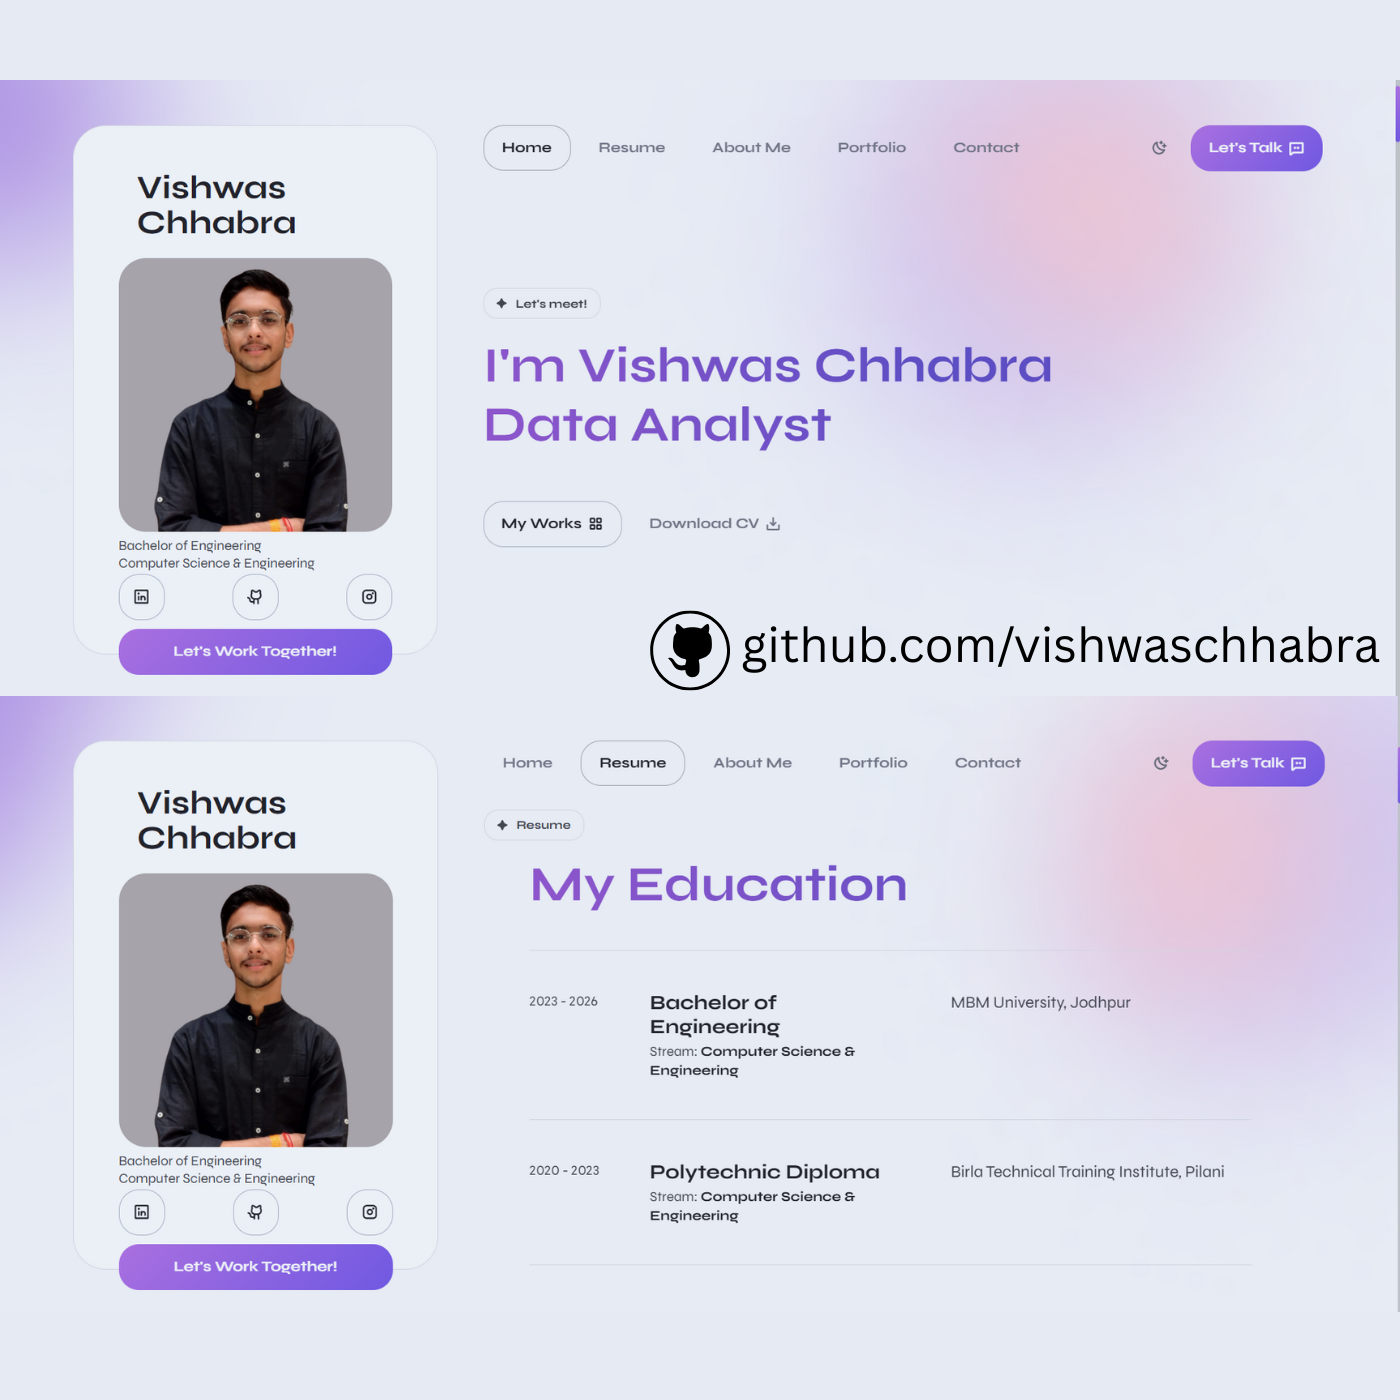 Vishwas
Chhabra
Bachelor of Engineering
Computer Science & Engineering
Let's Work Together!
Home Resume About Me Portfolio Contact Let's Talk
Let's meet!
I'm Vishwas Chhabra
Data Analyst
My Works Download CV
github.com/vishwaschhabra
Vishwas
Chhabra
Bachelor of Engineering
Computer Science & Engineering
Let's Work Together!
Home Resume About Me Portfolio Contact Let's Talk
Resume
My Education
2023 - 2026 Bachelor of MBM University, Jodhpur
Engineering
Stream: Computer Science &
Engineering
2020 - 2023 Polytechnic Diploma Birla Technical Training Institute, Pilani
Stream: Computer Science &
Engineering